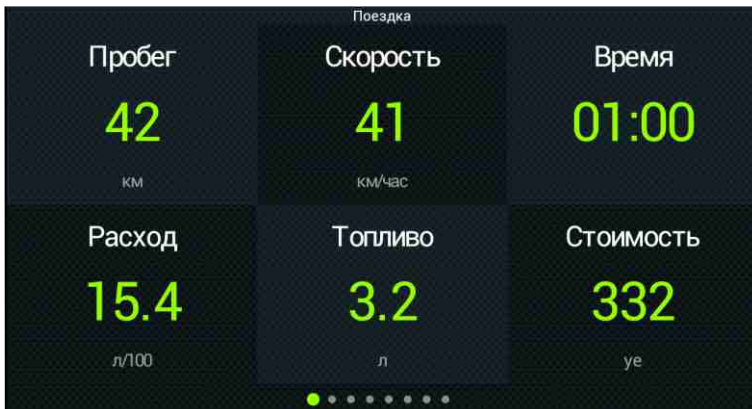 Поездка
Пробег
Скорость
Время
42
41
01:00
км
км/час
Расход
Топливо
Стоимость
15.4
3.2
332
л/100
л
уе